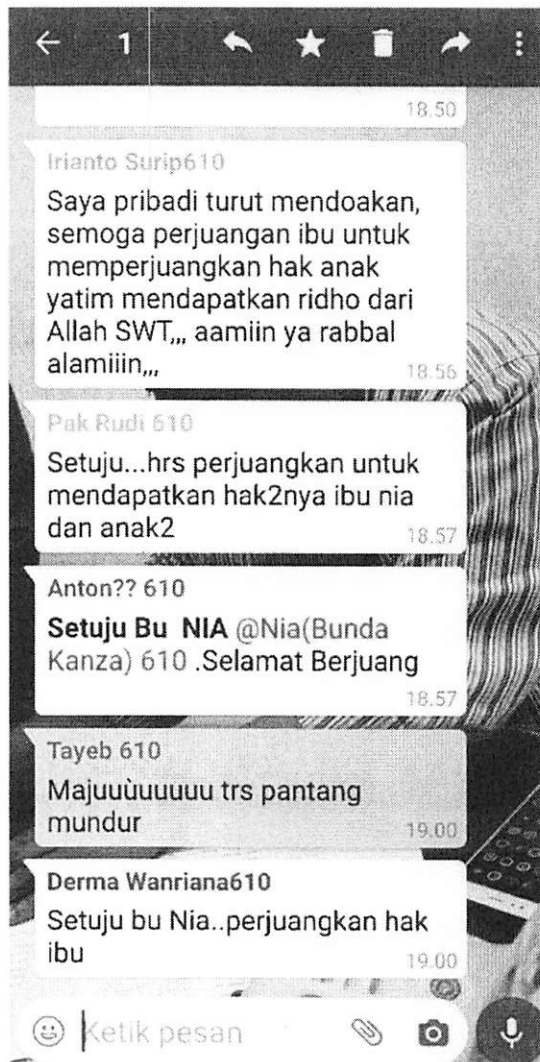 1
18.50
Irianto Surip610
Saya pribadi turut mendoakan,
semoga perjuangan ibu untuk
memperjuangkan hak anak
yatim mendapatkan ridho dari
Allah SWT,,, aamiin ya rabbal
alamiiin,,,
18.56
Pak Rudi 610
Setuju...hrs perjuangkan untuk
mendapatkan hak2nya ibu nia
dan anak2
18.57
Anton?? 610
Setuju Bu NIA @Nia(Bunda
Kanza) 610 .Selamat Berjuang
18.57
Tayeb 610
Majuuùuuuuu trs pantang
mundur
19.00
Derma Wanriana610
Setuju bu Nia..perjuangkan hak
ibu
19.00
Ketik pesan